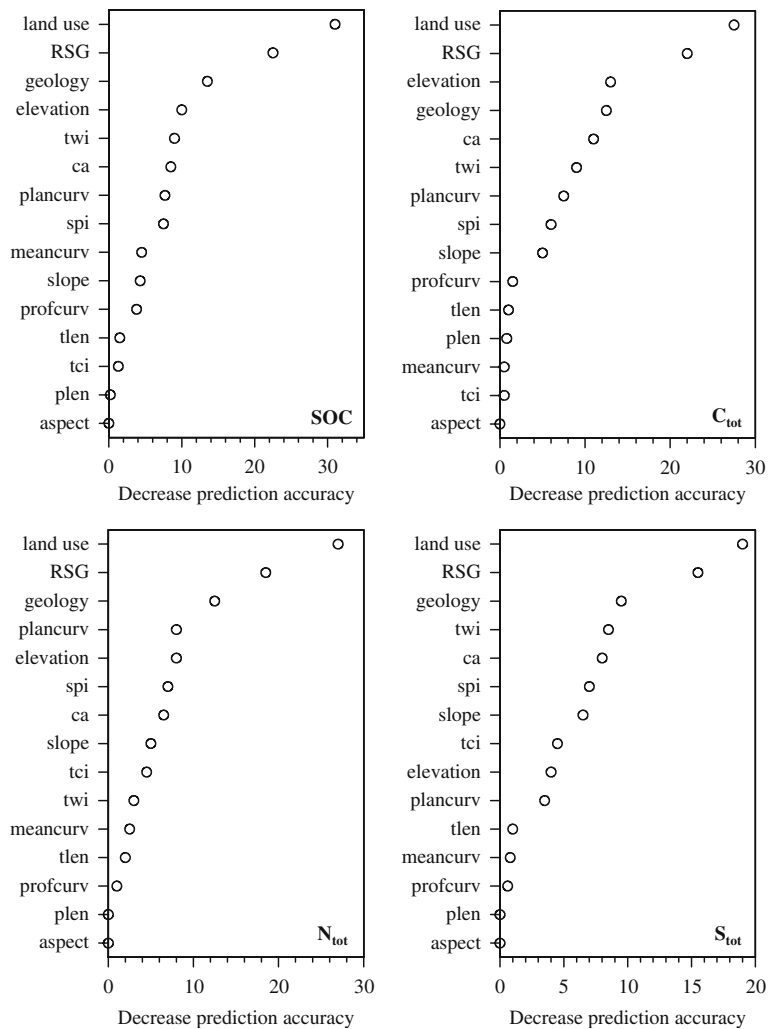 land use
RSG
geology
elevation
twi
ca
plancurv
spi
meancurv
slope
profcurv
tlen
tci
plen
aspect
SOC
0 10 20 30
Decrease prediction accuracy
land use
RSG
elevation
geology
ca
twi
plancurv
spi
slope
profcurv
tlen
plen
meancurv
tci
aspect
Ctot
0 10 20 30
Decrease prediction accuracy
land use
RSG
geology
plancurv
elevation
spi
ca
slope
tci
twi
meancurv
tlen
profcurv
plen
aspect
Ntot
0 10 20 30
Decrease prediction accuracy
land use
RSG
geology
twi
ca
spi
slope
tci
elevation
plancurv
tlen
meancurv
profcurv
plen
aspect
Stot
0 5 10 15 20
Decrease prediction accuracy